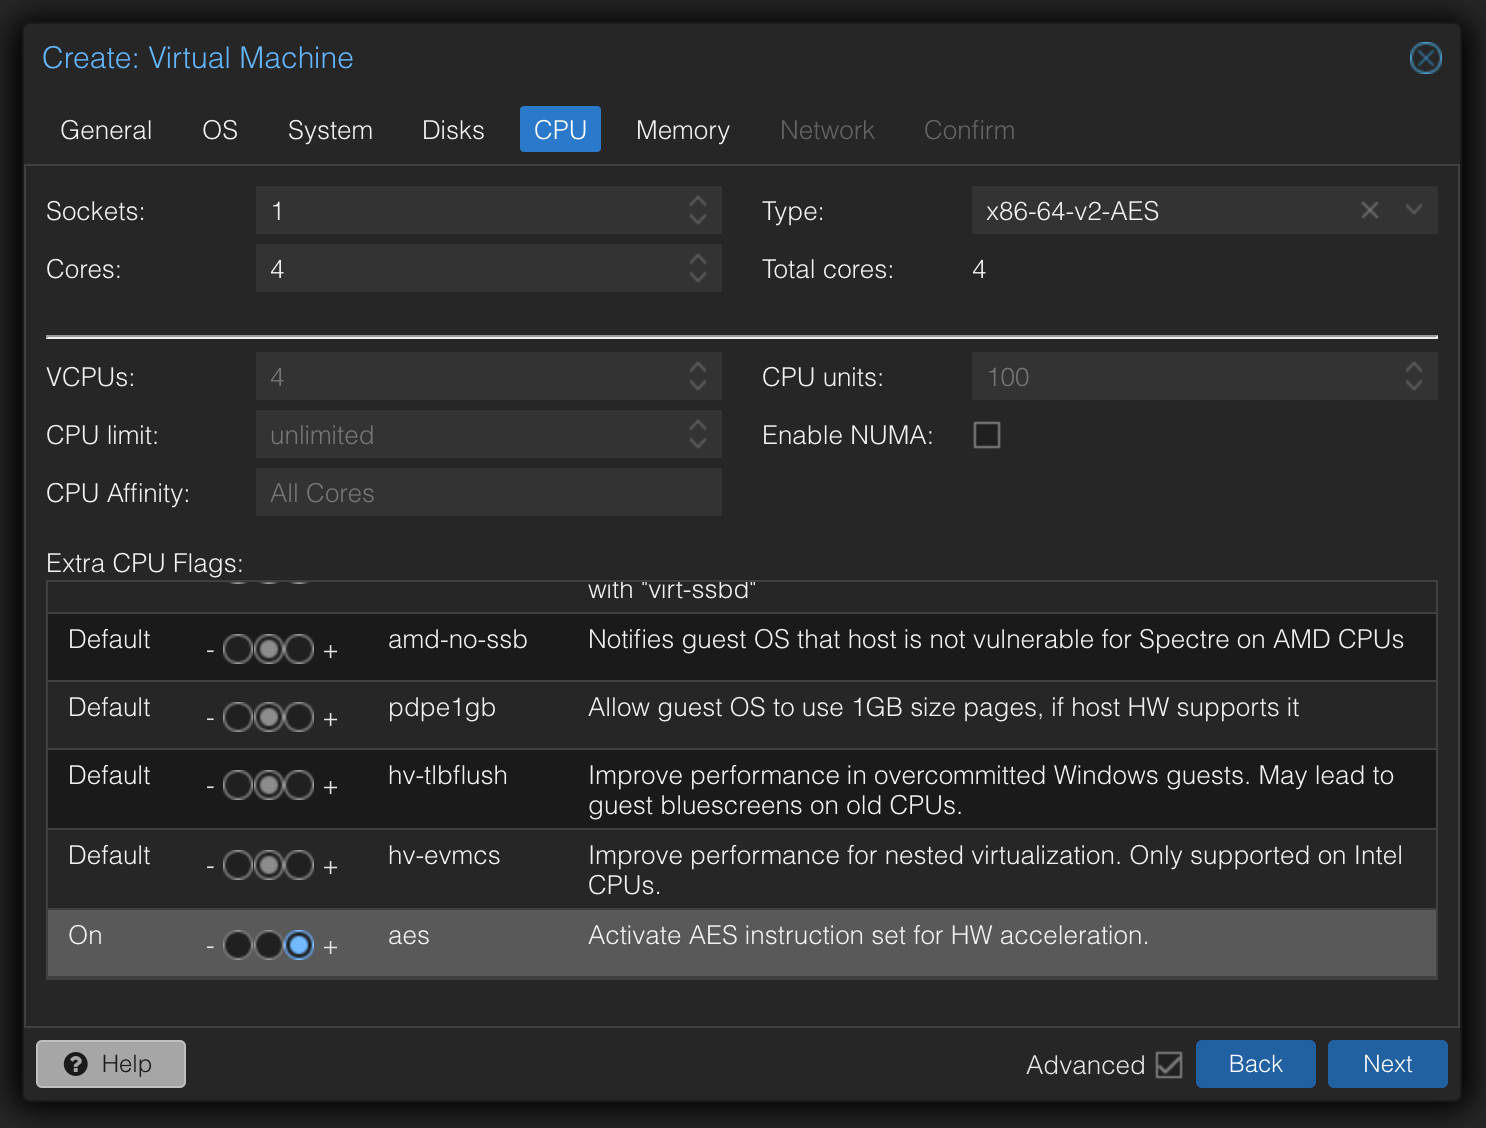 Create: Virtual Machine
General OS System Disks CPU Memory Network Confirm
Sockets: 1 Type: x86-64-v2-AES
Cores: 4 Total cores: 4
VCPUs: 4 CPU units: 100
CPU limit: unlimited Enable NUMA:
CPU Affinity: All Cores
Extra CPU Flags:
with "virt-ssbd"
Default - + amd-no-ssb Notifies guest OS that host is not vulnerable for Spectre on AMD CPUs
Default - + pdpe1gb Allow guest OS to use 1GB size pages, if host HW supports it
Default - + hv-tlbflush Improve performance in overcommitted Windows guests. May lead to
guest bluescreens on old CPUs.
Default - + hv-evmcs Improve performance for nested virtualization. Only supported on Intel
CPUs.
On - + aes Activate AES instruction set for HW acceleration.
Help Advanced Back Next